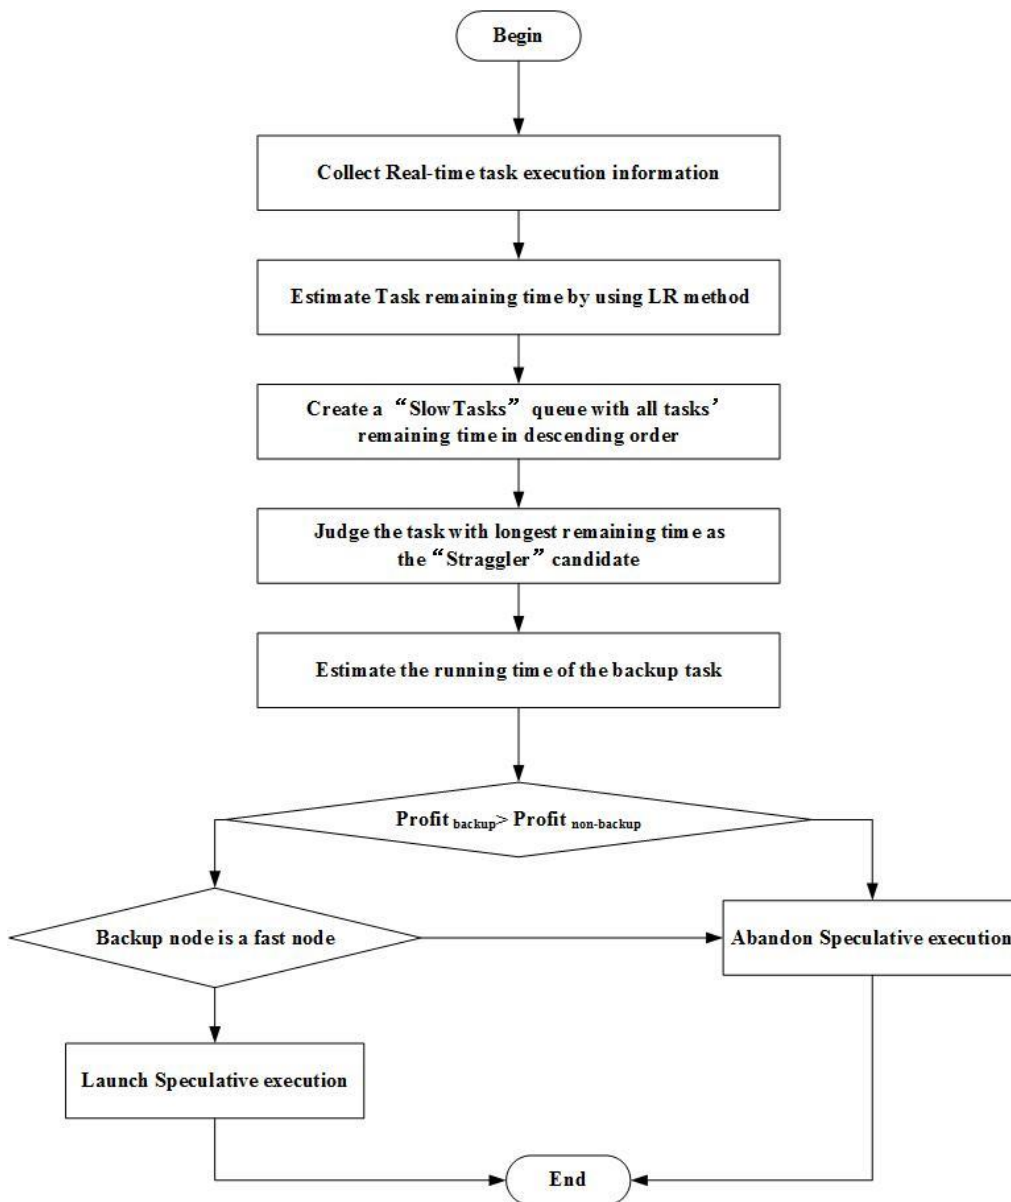 Begin
Collect Real-time task execution information
Estimate Task remaining time by using LR method
Create a “SlowTasks” queue with all tasks’
remaining time in descending order
Judge the task with longest remaining time as
the “Straggler” candidate
Estimate the running time of the backup task
Profit backup> Profit non-backup
Backup node is a fast node
Abandon Speculative execution
Launch Speculative execution
End